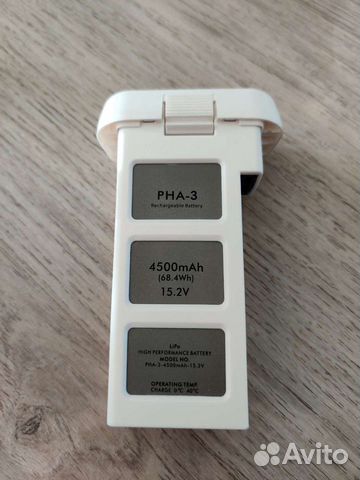 PHA-3
Rechargeable Battery
4500mAh
(68.4Wh)
15.2V
LiPo
HIGH PERFORMANCE BATTERY
MODEL NO.
PHA-3-4500mAh-15.2V
OPERATING TEMP.
CHARGE 0°C 40°C
Avito